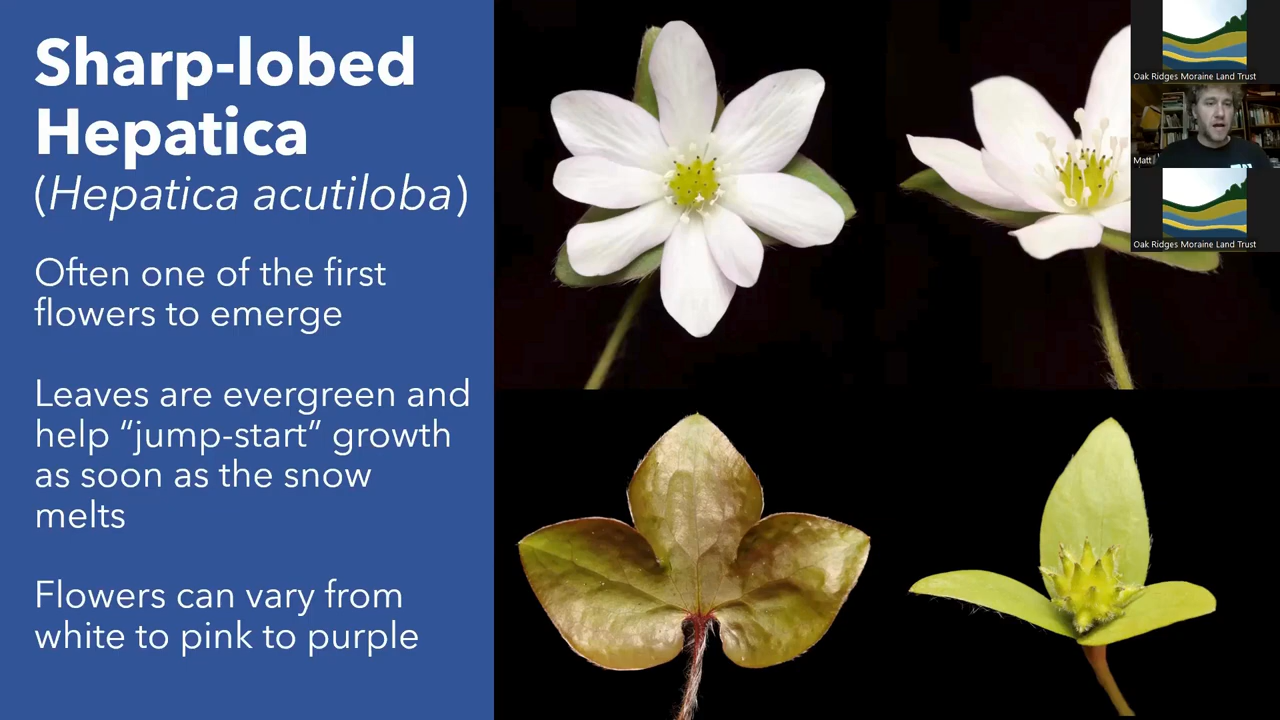 Sharp-lobed
Hepatica
(Hepatica acutiloba)
Often one of the first
flowers to emerge
Leaves are evergreen and
help “jump-start” growth
as soon as the snow
melts
Flowers can vary from
white to pink to purple
Oak Ridges Moraine Land Trust
Matt
Oak Ridges Moraine Land Trust